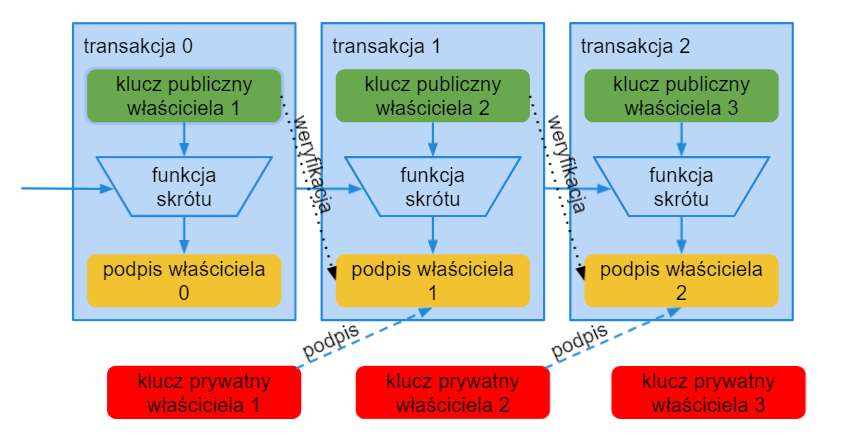 transakcja 0
klucz publiczny
właściciela 1
funkcja
skrótu
podpis właściciela
0
weryfikacja
transakcja 1
klucz publiczny
właściciela 2
funkcja
skrótu
podpis właściciela
1
weryfikacja
transakcja 2
klucz publiczny
właściciela 3
funkcja
skrótu
podpis właściciela
2
podpis
podpis
klucz prywatny
właściciela 1
klucz prywatny
właściciela 2
klucz prywatny
właściciela 3